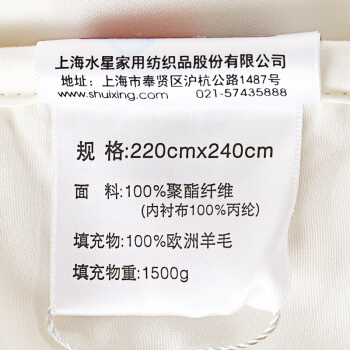 上海水星家用纺织品股份有限公司
地址：上海市奉贤区沪杭公路1487号
www.shuixing.com 021-57435888
规 格:220cmx240cm
面 料:100%聚酯纤维
(内衬布100%丙纶)
填充物:100%欧洲羊毛
填充物重:1500g